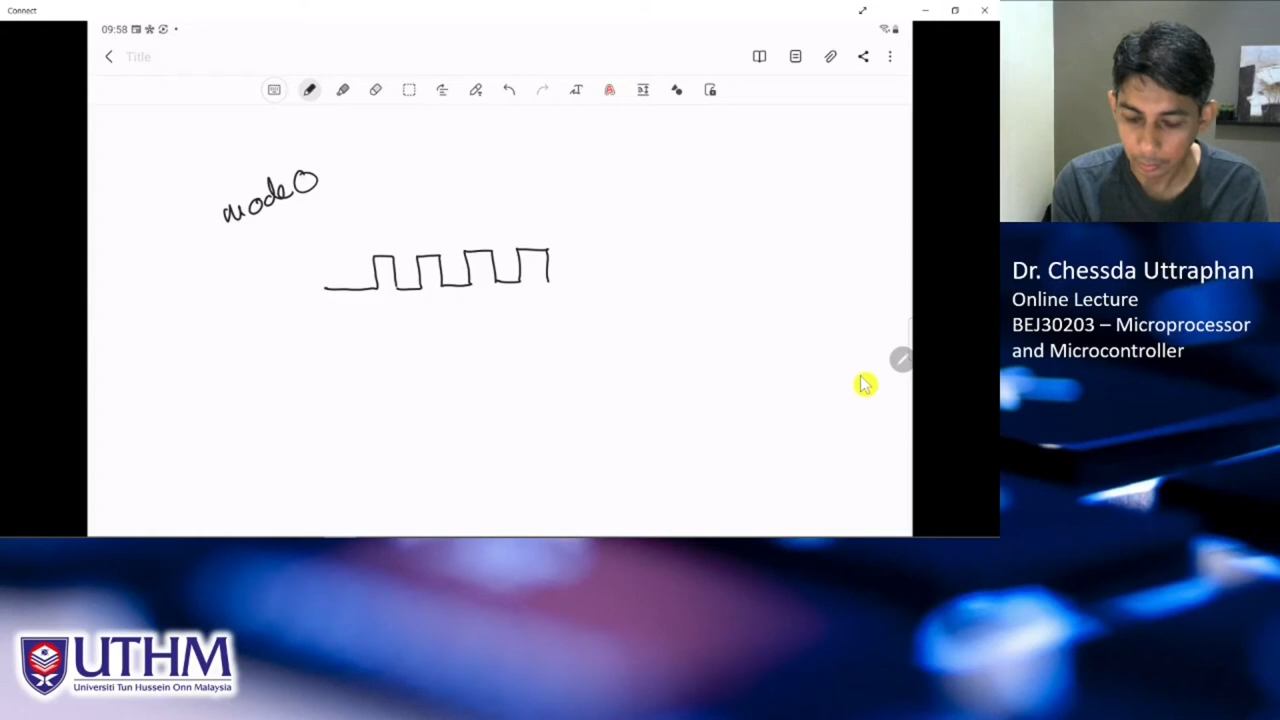 Connect
09:58
Title
mode 0
Dr. Chessda Uttraphan
Online Lecture
BEJ30203 – Microprocessor
and Microcontroller
UTHM
Universiti Tun Hussein Onn Malaysia